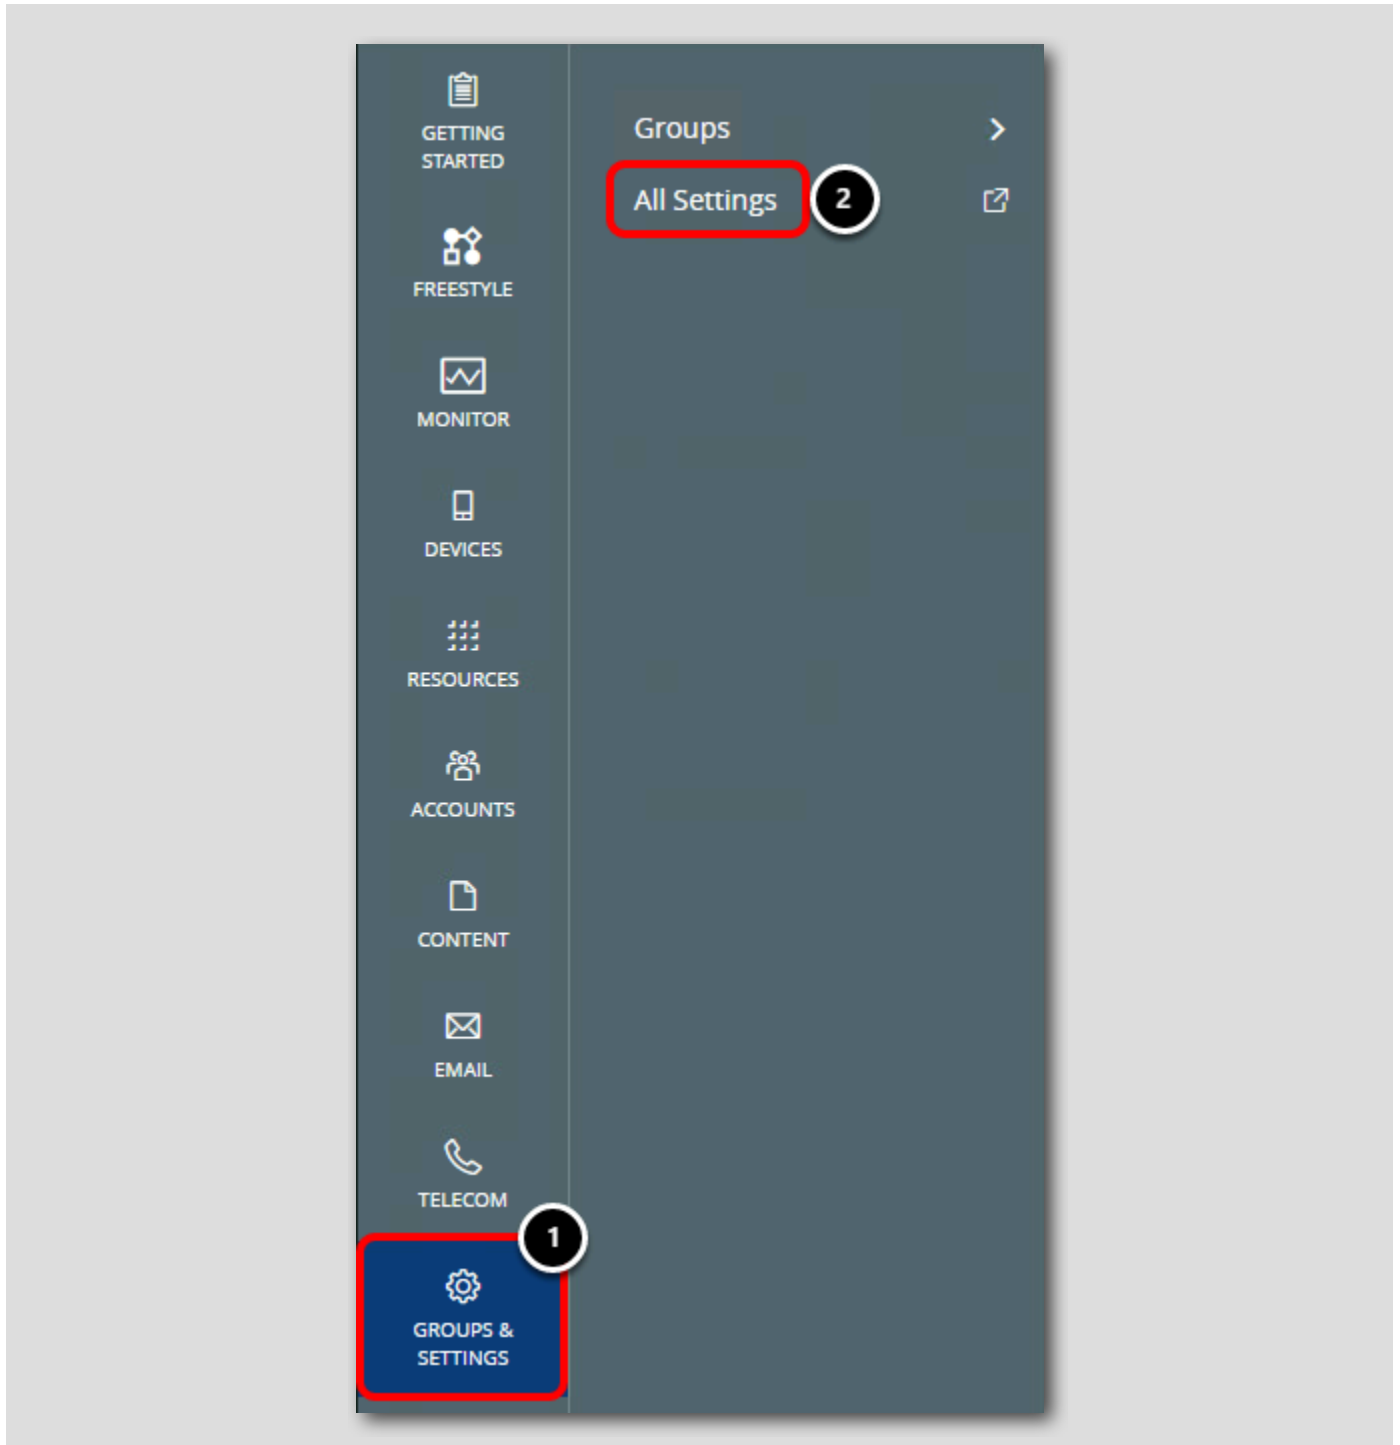 GETTING
STARTED
FREESTYLE
MONITOR
DEVICES
RESOURCES
ACCOUNTS
CONTENT
EMAIL
TELECOM
1
GROUPS &
SETTINGS
Groups
All Settings
2